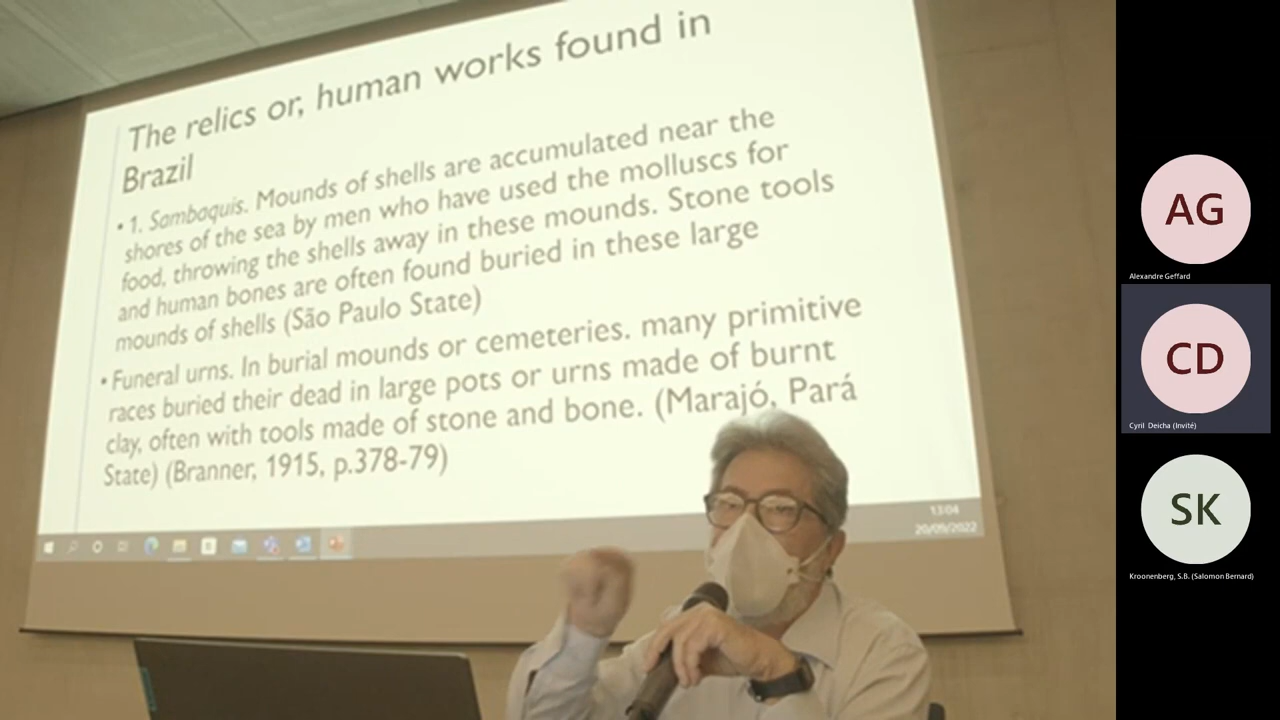 The relics or, human works found in
Brazil
• 1. Sambaquis. Mounds of shells are accumulated near the
shores of the sea by men who have used the molluscs for
food, throwing the shells away in these mounds. Stone tools
and human bones are often found buried in these large
mounds of shells (São Paulo State)
• Funeral urns. In burial mounds or cemeteries. many primitive
races buried their dead in large pots or urns made of burnt
clay, often with tools made of stone and bone. (Marajó, Pará
State) (Branner, 1915, p.378-79)
13:04
20/09/2022
AG
Alexandre Geffard
CD
Cyril Deicha (Invité)
SK
Kroonenberg, S.B. (Salomon Bernard)